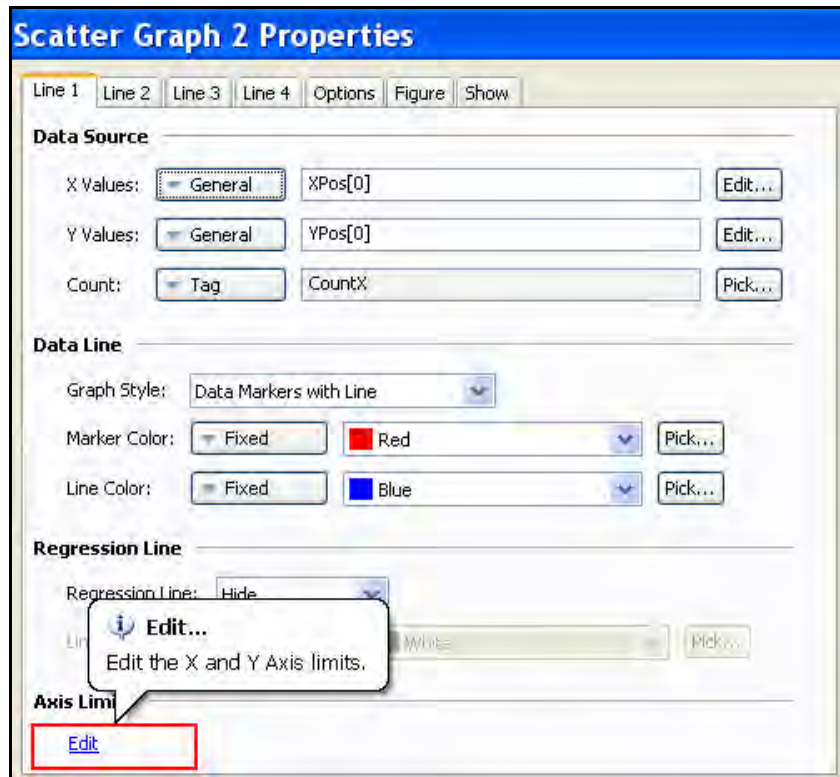 Scatter Graph 2 Properties
Line 1 Line 2 Line 3 Line 4 Options Figure Show
Data Source
X Values: General XPos[0] Edit...
Y Values: General YPos[0] Edit...
Count: Tag CountX Pick...
Data Line
Graph Style: Data Markers with Line
Marker Color: Fixed Red Pick...
Line Color: Fixed Blue Pick...
Regression Line
Regression Line: Hide
Edit...
White Pick...
Edit the X and Y Axis limits.
Axis Limi
Edit